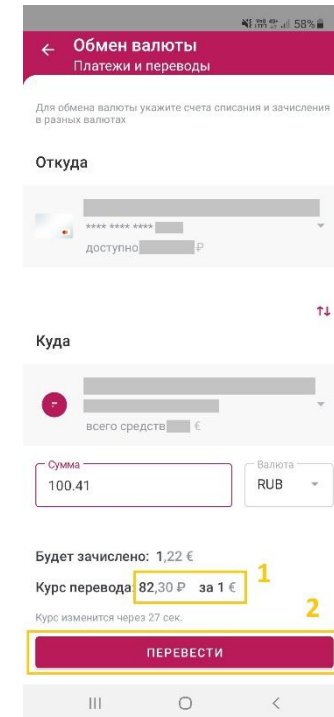 58%
Обмен валюты
Платежи и переводы
Для обмена валюты укажите счета списания и зачисления
в разных валютах
Откуда
**** **** ****
доступно ₽
Куда
всего средств €
Сумма
Валюта
100.41
RUB
Будет зачислено: 1,22 €
Курс перевода: 82,30 ₽ за 1 €
1
Курс изменится через 27 сек.
2
ПЕРЕВЕСТИ